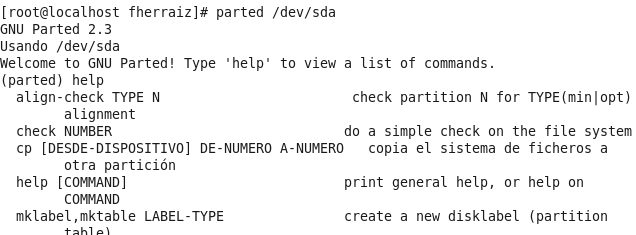 [root@localhost fherraiz]# parted /dev/sda
GNU Parted 2.3
Usando /dev/sda
Welcome to GNU Parted! Type 'help' to view a list of commands.
(parted) help
  align-check TYPE N                        check partition N for TYPE(min|opt)
        alignment
  check NUMBER                             do a simple check on the file system
  cp [DESDE-DISPOSITIVO] DE-NUMERO A-NUMERO   copia el sistema de ficheros a
        otra partición
  help [COMMAND]                           print general help, or help on
        COMMAND
  mklabel,mktable LABEL-TYPE               create a new disklabel (partition
        table)